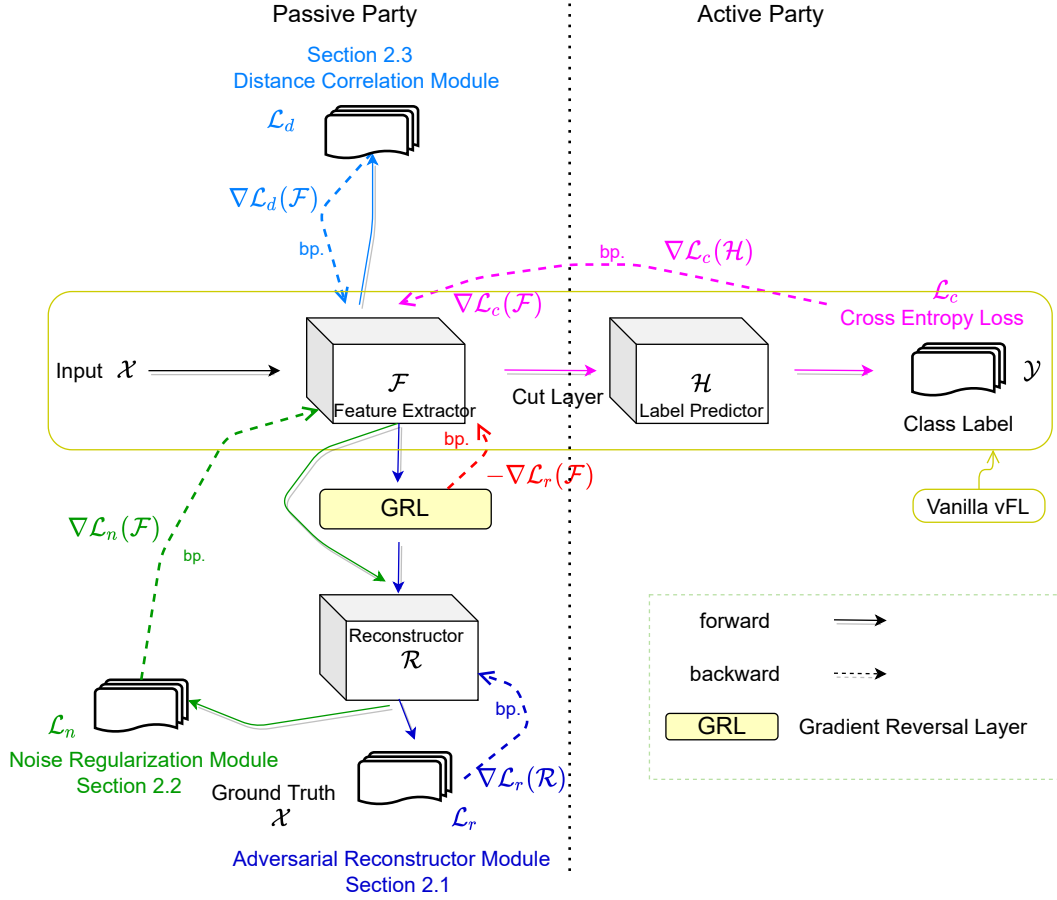 Passive Party
Active Party
Section 2.3
Distance Correlation Module
ℒ_d
∇ℒ_d(ℱ)
bp.
bp.
∇ℒ_c(ℋ)
∇ℒ_c(ℱ)
ℒ_c
Cross Entropy Loss
Input 𝒳
ℱ
Feature Extractor
Cut Layer
ℋ
Label Predictor
𝒴
Class Label
bp.
−∇ℒ_r(ℱ)
GRL
Vanilla vFL
∇ℒ_n(ℱ)
bp.
Reconstructor
ℛ
forward
backward
GRL
Gradient Reversal Layer
ℒ_n
Noise Regularization Module
Section 2.2
bp.
∇ℒ_r(ℛ)
Ground Truth
𝒳
ℒ_r
Adversarial Reconstructor Module
Section 2.1